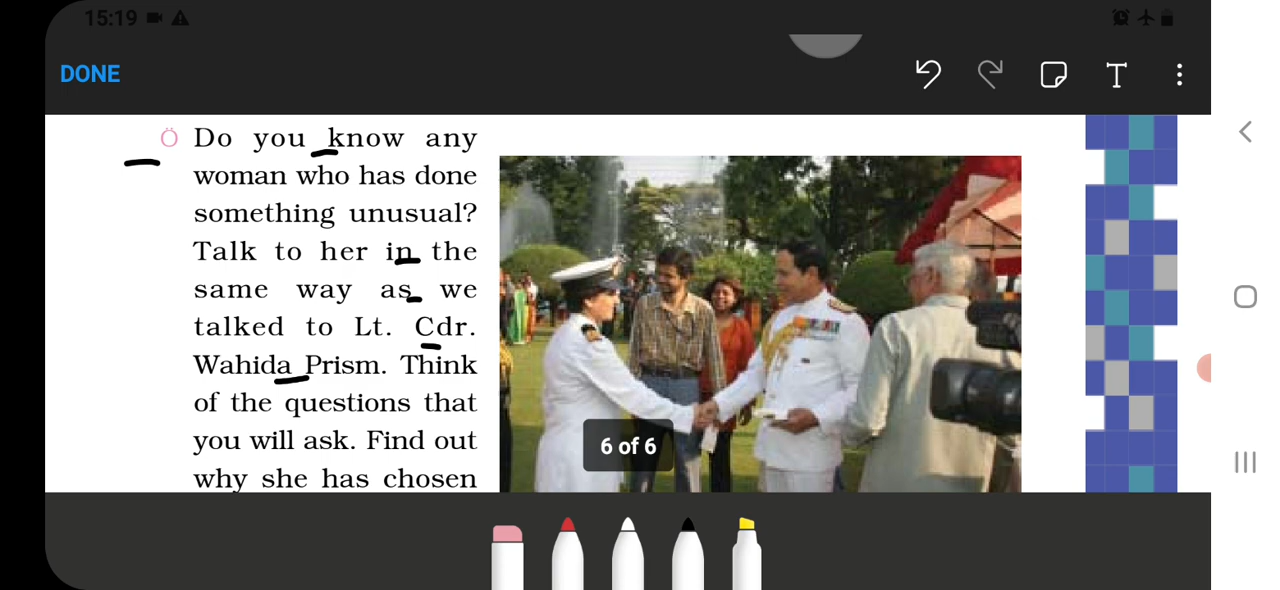 15:19
DONE
T
Ö Do you know any
woman who has done
something unusual?
Talk to her in the
same way as we
talked to Lt. Cdr.
Wahida Prism. Think
of the questions that
you will ask. Find out
why she has chosen
6 of 6